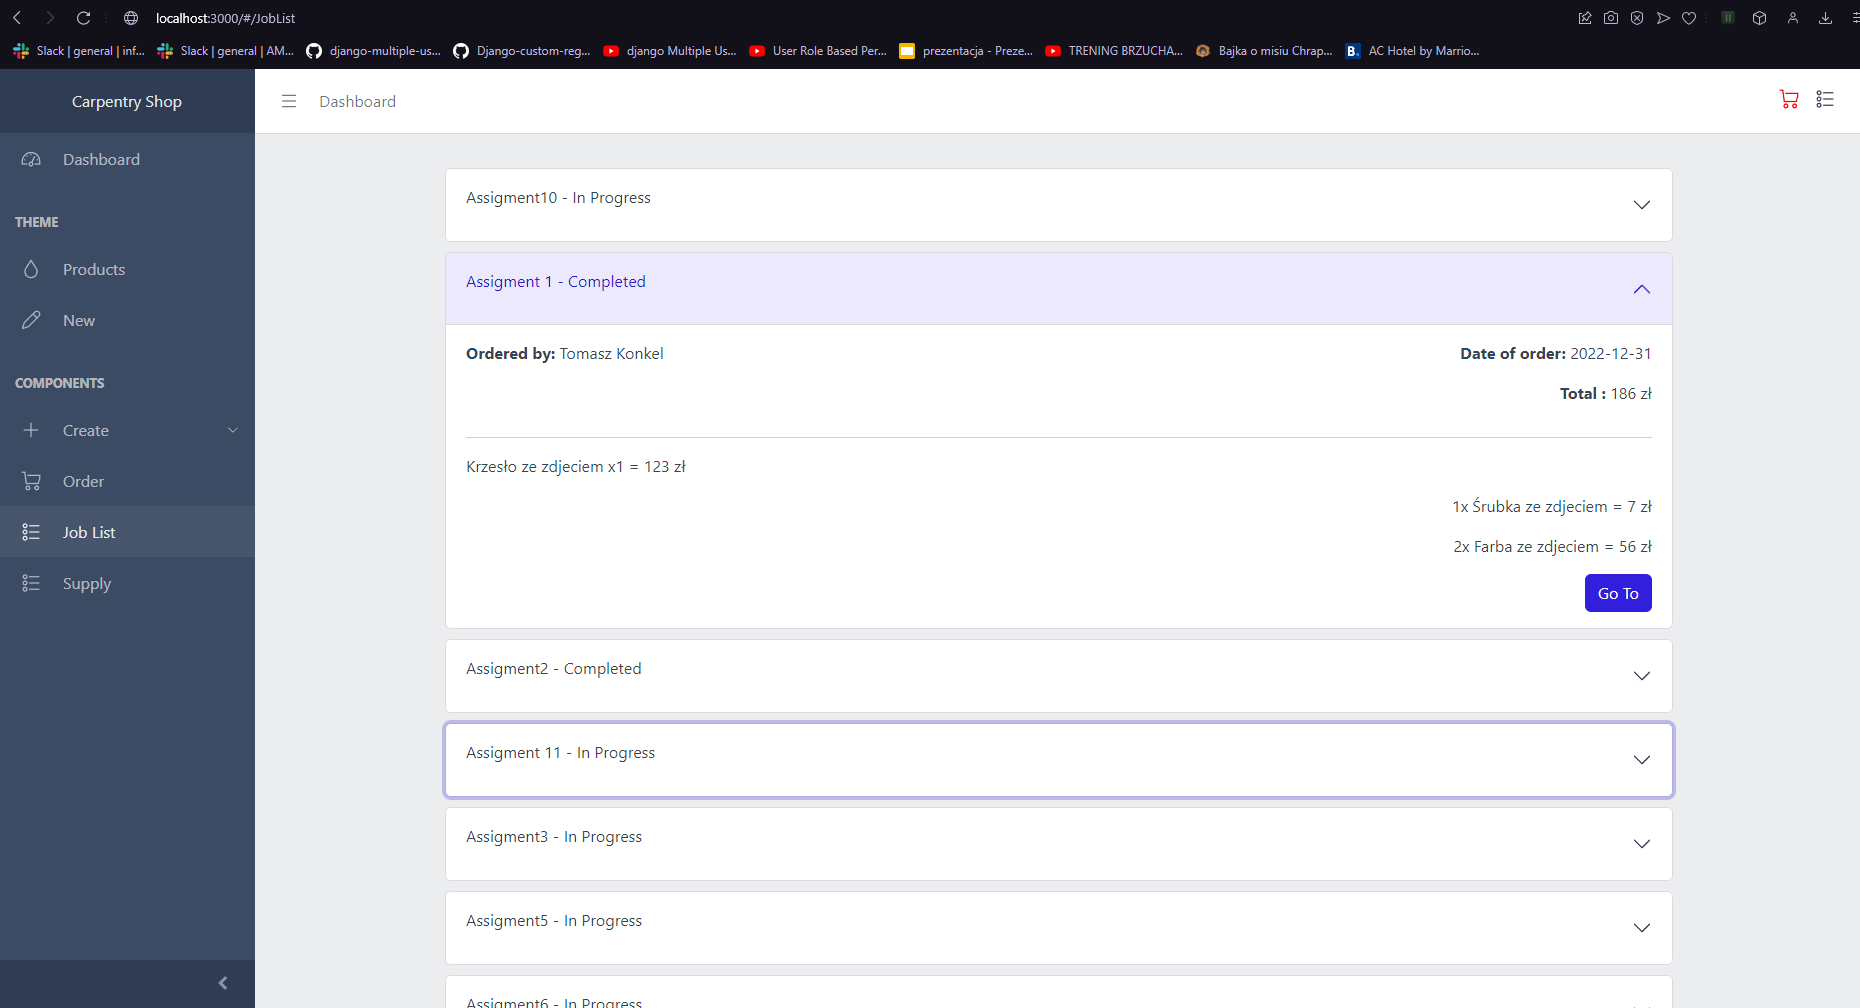 localhost:3000/#/JobList
Slack | general | inf... Slack | general | AM... django-multiple-us... Django-custom-reg... django Multiple Us... User Role Based Per... prezentacja - Preze... TRENING BRZUCHA... Bajka o misiu Chrap... B. AC Hotel by Marrio...
Carpentry Shop
Dashboard
Dashboard
THEME
Products
New
COMPONENTS
Create
Order
Job List
Supply
Assigment10 - In Progress
Assigment 1 - Completed
Ordered by: Tomasz Konkel
Date of order: 2022-12-31
Total : 186 zł
Krzesło ze zdjeciem x1 = 123 zł
1x Śrubka ze zdjeciem = 7 zł
2x Farba ze zdjeciem = 56 zł
Go To
Assigment2 - Completed
Assigment 11 - In Progress
Assigment3 - In Progress
Assigment5 - In Progress
Assigment6 - In Progress